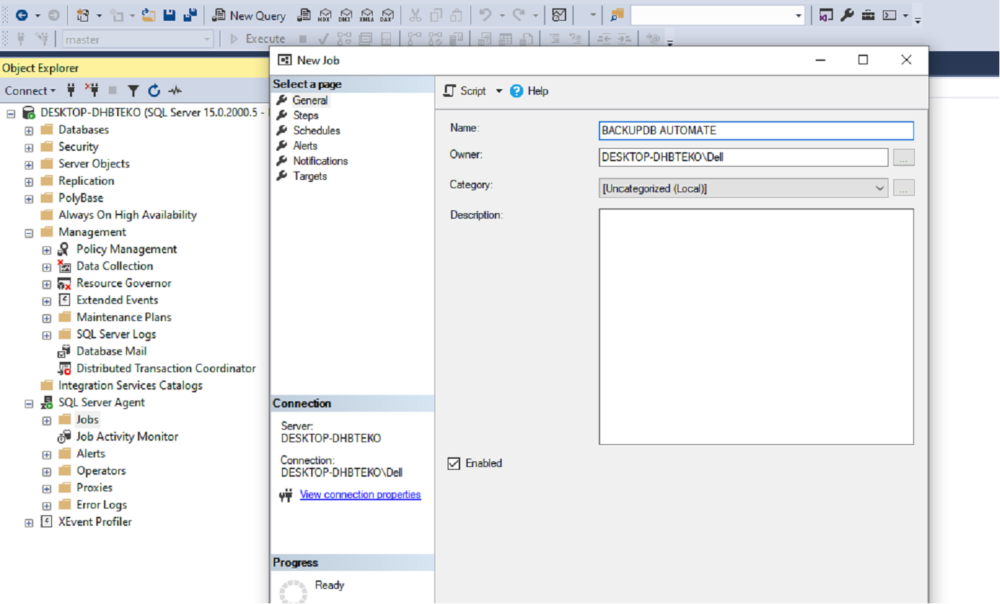 New Query
MDX
DMX
XMLA
DAX
master
Execute
Object Explorer
Connect
DESKTOP-DHBTEKO (SQL Server 15.0.2000.5 -
Databases
Security
Server Objects
Replication
PolyBase
Always On High Availability
Management
Policy Management
Data Collection
Resource Governor
Extended Events
Maintenance Plans
SQL Server Logs
Database Mail
Distributed Transaction Coordinator
Integration Services Catalogs
SQL Server Agent
Jobs
Job Activity Monitor
Alerts
Operators
Proxies
Error Logs
XEvent Profiler
New Job
Select a page
General
Steps
Schedules
Alerts
Notifications
Targets
Connection
Server:
DESKTOP-DHBTEKO
Connection:
DESKTOP-DHBTEKO\Dell
View connection properties
Progress
Ready
Script
Help
Name:
BACKUPDB AUTOMATE
Owner:
DESKTOP-DHBTEKO\Dell
...
Category:
[Uncategorized (Local)]
...
Description:
Enabled